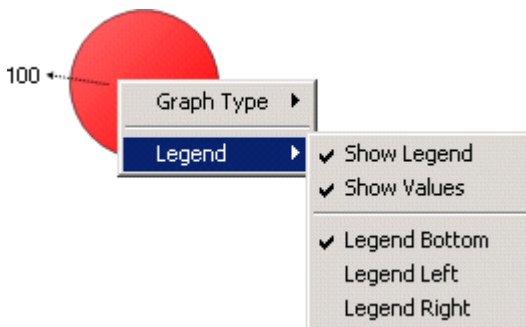 100
Graph Type
Legend
Show Legend
Show Values
Legend Bottom
Legend Left
Legend Right